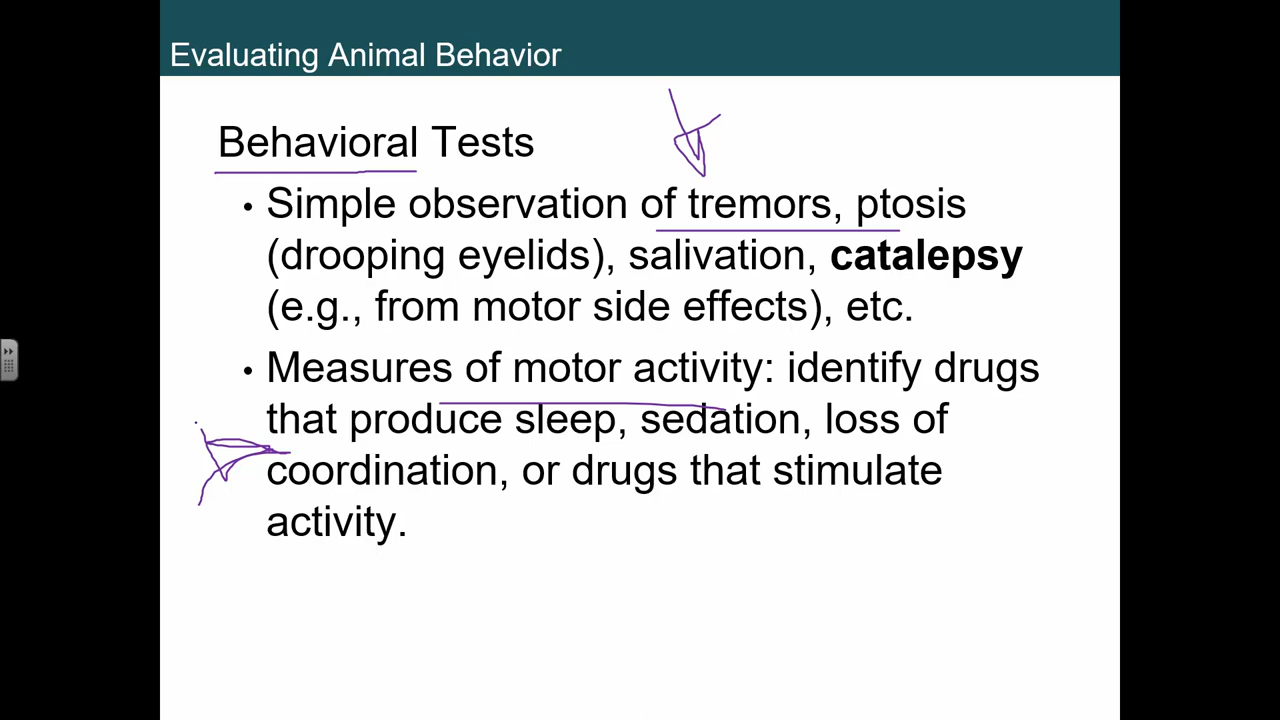 Evaluating Animal Behavior
Behavioral Tests
• Simple observation of tremors, ptosis
(drooping eyelids), salivation, catalepsy
(e.g., from motor side effects), etc.
• Measures of motor activity: identify drugs
that produce sleep, sedation, loss of
coordination, or drugs that stimulate
activity.